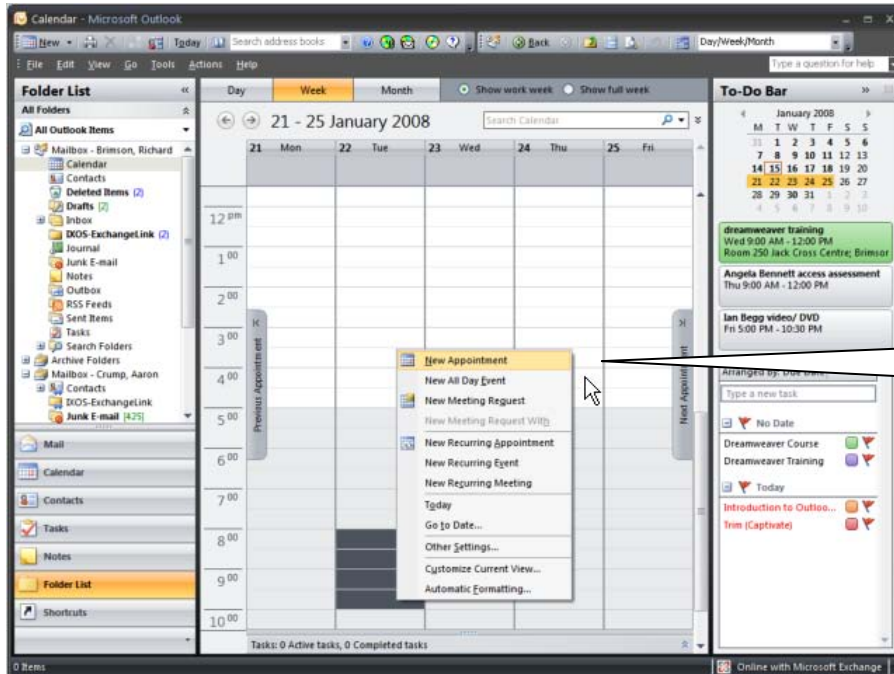 Calendar - Microsoft Outlook
New Today Search address books Back Day/Week/Month
File Edit View Go Tools Actions Help Type a question for help
Folder List
All Folders
All Outlook Items
Mailbox - Brimson, Richard
Calendar
Contacts
Deleted Items (2)
Drafts [2]
Inbox
IXOS-ExchangeLink (2)
Journal
Junk E-mail
Notes
Outbox
RSS Feeds
Sent Items
Tasks
Search Folders
Archive Folders
Mailbox - Crump, Aaron
Contacts
IXOS-ExchangeLink
Junk E-mail [425]
Mail
Calendar
Contacts
Tasks
Notes
Folder List
Shortcuts
Day Week Month Show work week Show full week
21 - 25 January 2008 Search Calendar
21 Mon 22 Tue 23 Wed 24 Thu 25 Fri
12 pm
1 00
2 00
3 00
4 00
5 00
6 00
7 00
8 00
9 00
10 00
Previous Appointment
Next Appointment
New Appointment
New All Day Event
New Meeting Request
New Meeting Request With
New Recurring Appointment
New Recurring Event
New Recurring Meeting
Today
Go to Date...
Other Settings...
Customize Current View...
Automatic Formatting...
Tasks: 0 Active tasks, 0 Completed tasks
To-Do Bar
January 2008
M T W T F S S
31 1 2 3 4 5 6
7 8 9 10 11 12 13
14 15 16 17 18 19 20
21 22 23 24 25 26 27
28 29 30 31 1 2 3
4 5 6 7 8 9 10
dreamweaver training
Wed 9:00 AM - 12:00 PM
Room 250 Jack Cross Centre; Brimsor
Angela Bennett access assessment
Thu 9:00 AM - 12:00 PM
Ian Begg video/ DVD
Fri 5:00 PM - 10:30 PM
Arranged By: Due Date
Type a new task
No Date
Dreamweaver Course
Dreamweaver Training
Today
Introduction to Outloo...
Trim (Captivate)
0 Items Online with Microsoft Exchange